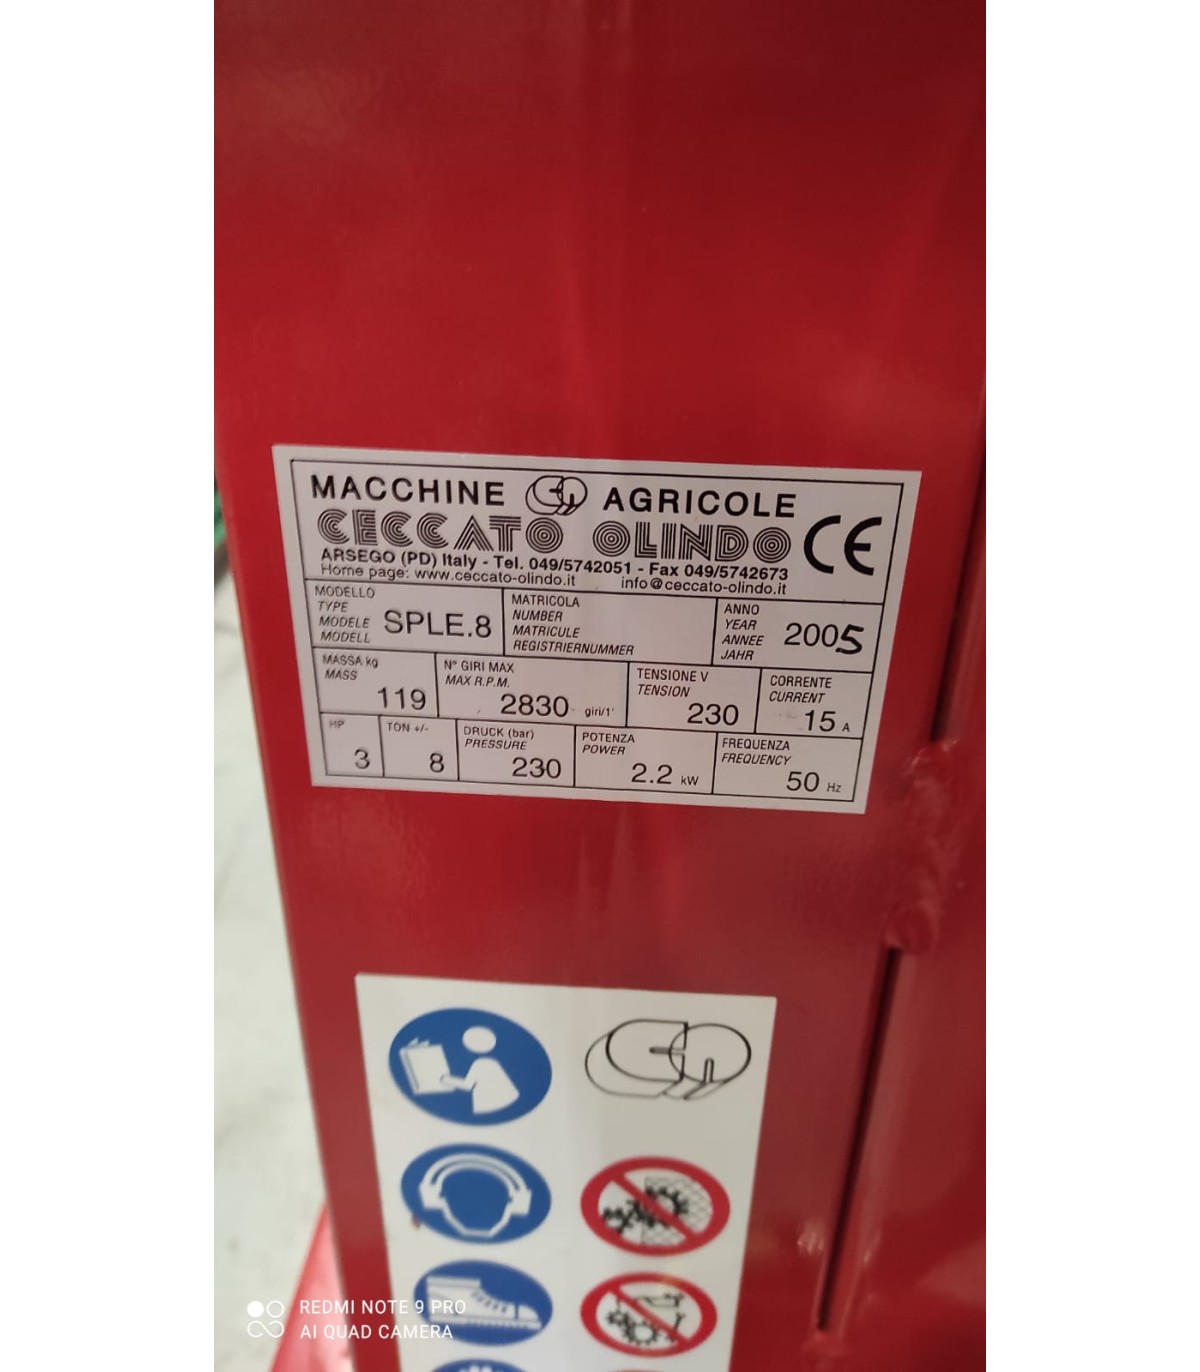 MACCHINE AGRICOLE
CECCATO OLINDO CE
ARSEGO (PD) Italy - Tel. 049/5742051 - Fax 049/5742673
Home page: www.ceccato-olindo.it info@ceccato-olindo.it
MODELLO
TYPE
MODELE
MODELL
SPLE.8
MATRICOLA
NUMBER
MATRICULE
REGISTRIERNUMMER
ANNO
YEAR
ANNEE
JAHR
2005
MASSA kg
MASS
119
N° GIRI MAX
MAX R.P.M.
2830 giri/1'
TENSIONE V
TENSION
230
CORRENTE
CURRENT
15 A
HP
3
TON +/-
8
DRUCK (bar)
PRESSURE
230
POTENZA
POWER
2.2 kW
FREQUENZA
FREQUENCY
50 Hz
REDMI NOTE 9 PRO
AI QUAD CAMERA